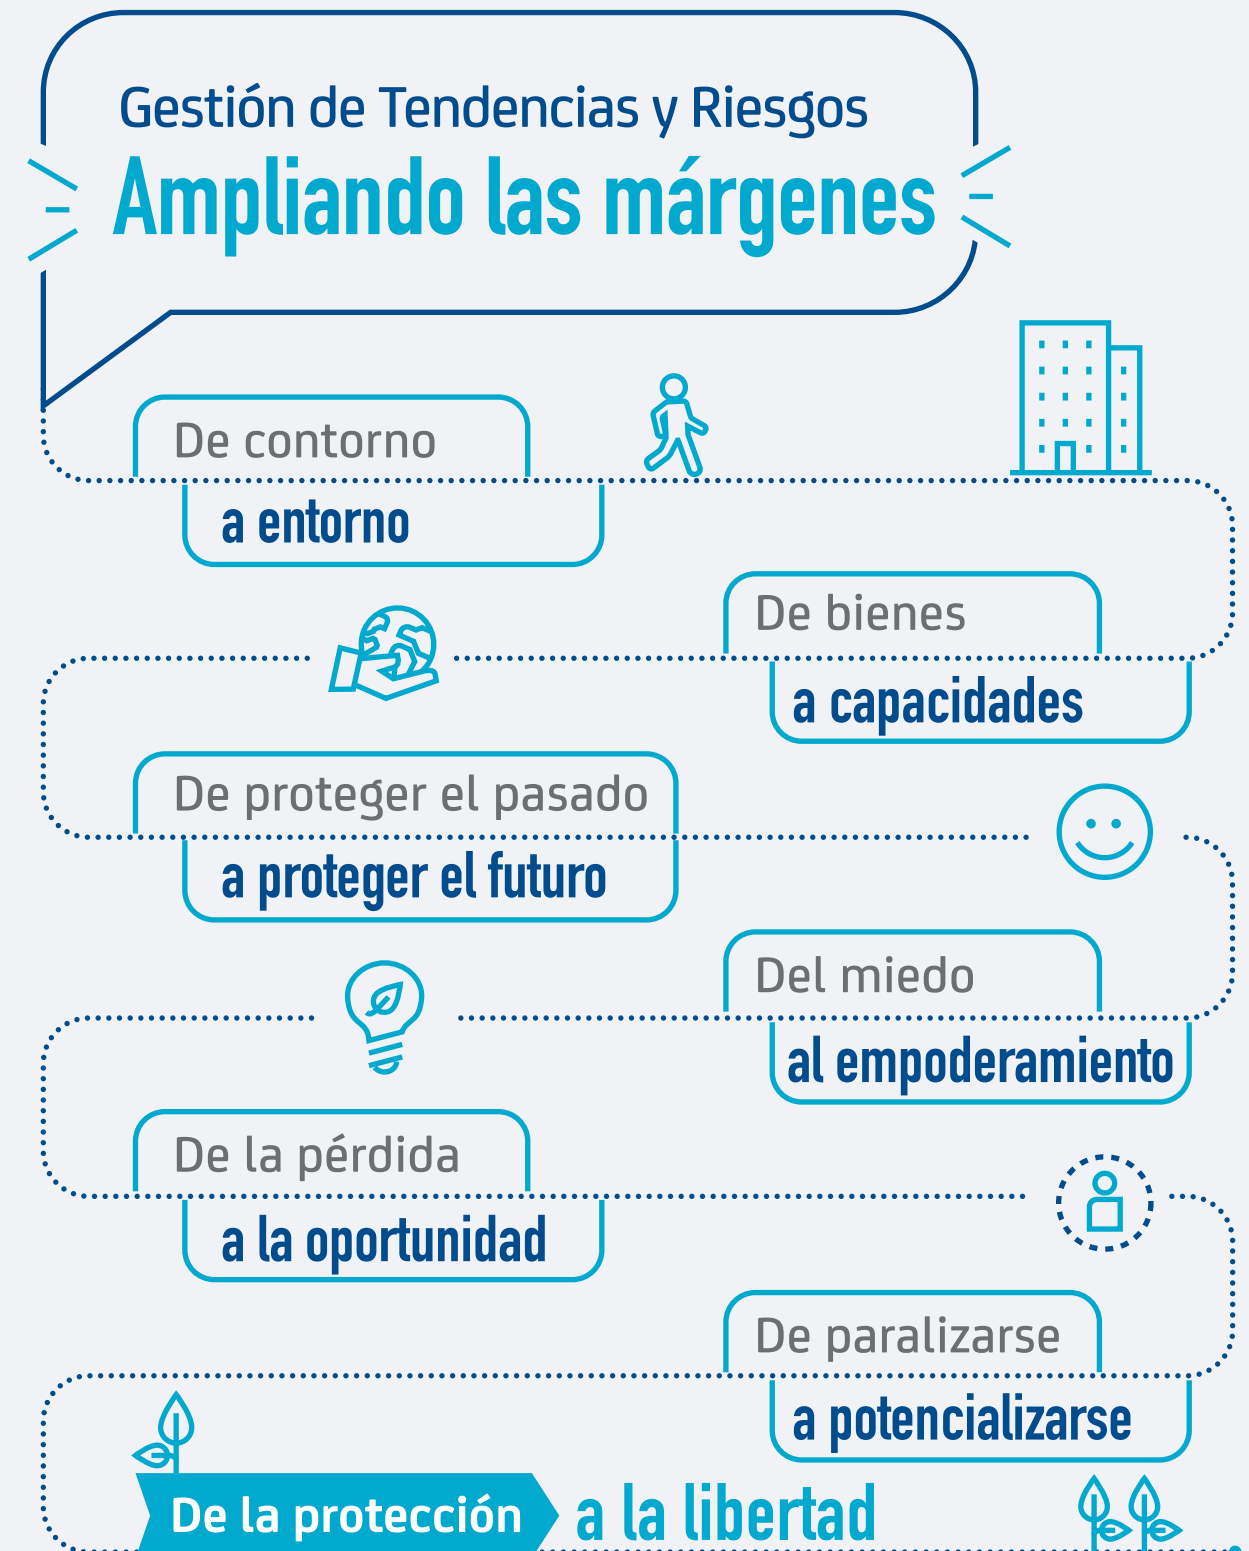 Gestión de Tendencias y Riesgos
Ampliando las márgenes
De contorno
a entorno
De bienes
a capacidades
De proteger el pasado
a proteger el futuro
Del miedo
al empoderamiento
De la pérdida
a la oportunidad
De paralizarse
a potencializarse
De la protección a la libertad